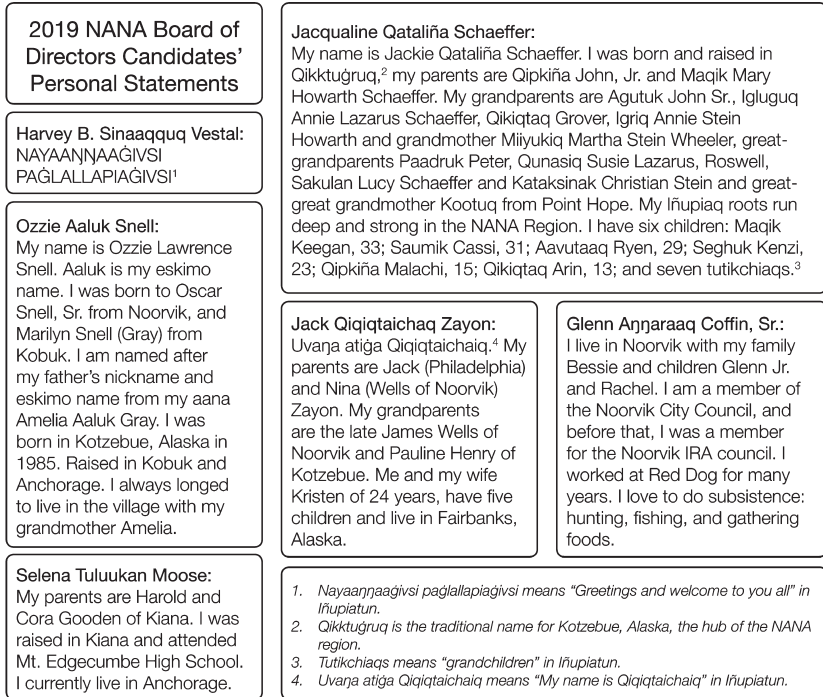 2019 NANA Board of
Directors Candidates’
Personal Statements
Harvey B. Sinaaqquq Vestal:
NAYAAŊŊAAĠIVSI
PAĠLALLAPIAĠIVSI¹
Ozzie Aaluk Snell:
My name is Ozzie Lawrence
Snell. Aaluk is my eskimo
name. I was born to Oscar
Snell, Sr. from Noorvik, and
Marilyn Snell (Gray) from
Kobuk. I am named after
my father’s nickname and
eskimo name from my aana
Amelia Aaluk Gray. I was
born in Kotzebue, Alaska in
1985. Raised in Kobuk and
Anchorage. I always longed
to live in the village with my
grandmother Amelia.
Selena Tuluukan Moose:
My parents are Harold and
Cora Gooden of Kiana. I was
raised in Kiana and attended
Mt. Edgecumbe High School.
I currently live in Anchorage.
Jacqualine Qataliña Schaeffer:
My name is Jackie Qataliña Schaeffer. I was born and raised in
Qikktuġruq,² my parents are Qipkiña John, Jr. and Maqik Mary
Howarth Schaeffer. My grandparents are Agutuk John Sr., Igluguq
Annie Lazarus Schaeffer, Qikiqtaq Grover, Igriq Annie Stein
Howarth and grandmother Miiyukiq Martha Stein Wheeler, great-
grandparents Paadruk Peter, Qunasiq Susie Lazarus, Roswell,
Sakulan Lucy Schaeffer and Kataksinak Christian Stein and great-
great grandmother Kootuq from Point Hope. My Iñupiaq roots run
deep and strong in the NANA Region. I have six children: Maqik
Keegan, 33; Saumik Cassi, 31; Aavutaaq Ryen, 29; Seghuk Kenzi,
23; Qipkiña Malachi, 15; Qikiqtaq Arin, 13; and seven tutikchiaqs.³
Jack Qiqiqtaichaq Zayon:
Uvaŋa atiġa Qiqiqtaichaiq.⁴ My
parents are Jack (Philadelphia)
and Nina (Wells of Noorvik)
Zayon. My grandparents
are the late James Wells of
Noorvik and Pauline Henry of
Kotzebue. Me and my wife
Kristen of 24 years, have five
children and live in Fairbanks,
Alaska.
Glenn Aŋŋaraaq Coffin, Sr.:
I live in Noorvik with my family
Bessie and children Glenn Jr.
and Rachel. I am a member of
the Noorvik City Council, and
before that, I was a member
for the Noorvik IRA council. I
worked at Red Dog for many
years. I love to do subsistence:
hunting, fishing, and gathering
foods.
1. Nayaaŋŋaaġivsi paġlallapiaġivsi means “Greetings and welcome to you all” in
Iñupiatun.
2. Qikktuġruq is the traditional name for Kotzebue, Alaska, the hub of the NANA
region.
3. Tutikchiaqs means “grandchildren” in Iñupiatun.
4. Uvaŋa atiġa Qiqiqtaichaiq means “My name is Qiqiqtaichaiq” in Iñupiatun.